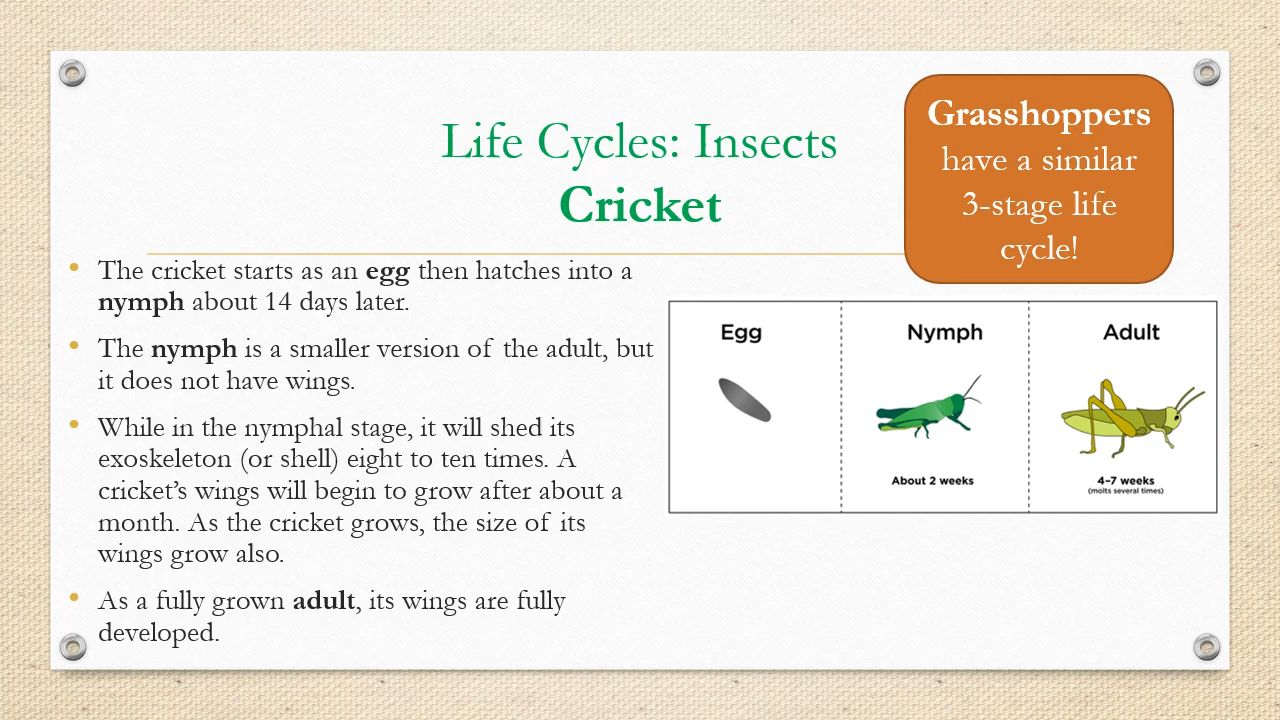 Life Cycles: Insects
Cricket
Grasshoppers
have a similar
3-stage life
cycle!
• The cricket starts as an egg then hatches into a
nymph about 14 days later.
• The nymph is a smaller version of the adult, but
it does not have wings.
• While in the nymphal stage, it will shed its
exoskeleton (or shell) eight to ten times. A
cricket’s wings will begin to grow after about a
month. As the cricket grows, the size of its
wings grow also.
• As a fully grown adult, its wings are fully
developed.
Egg
Nymph
About 2 weeks
Adult
4–7 weeks
(molts several times)